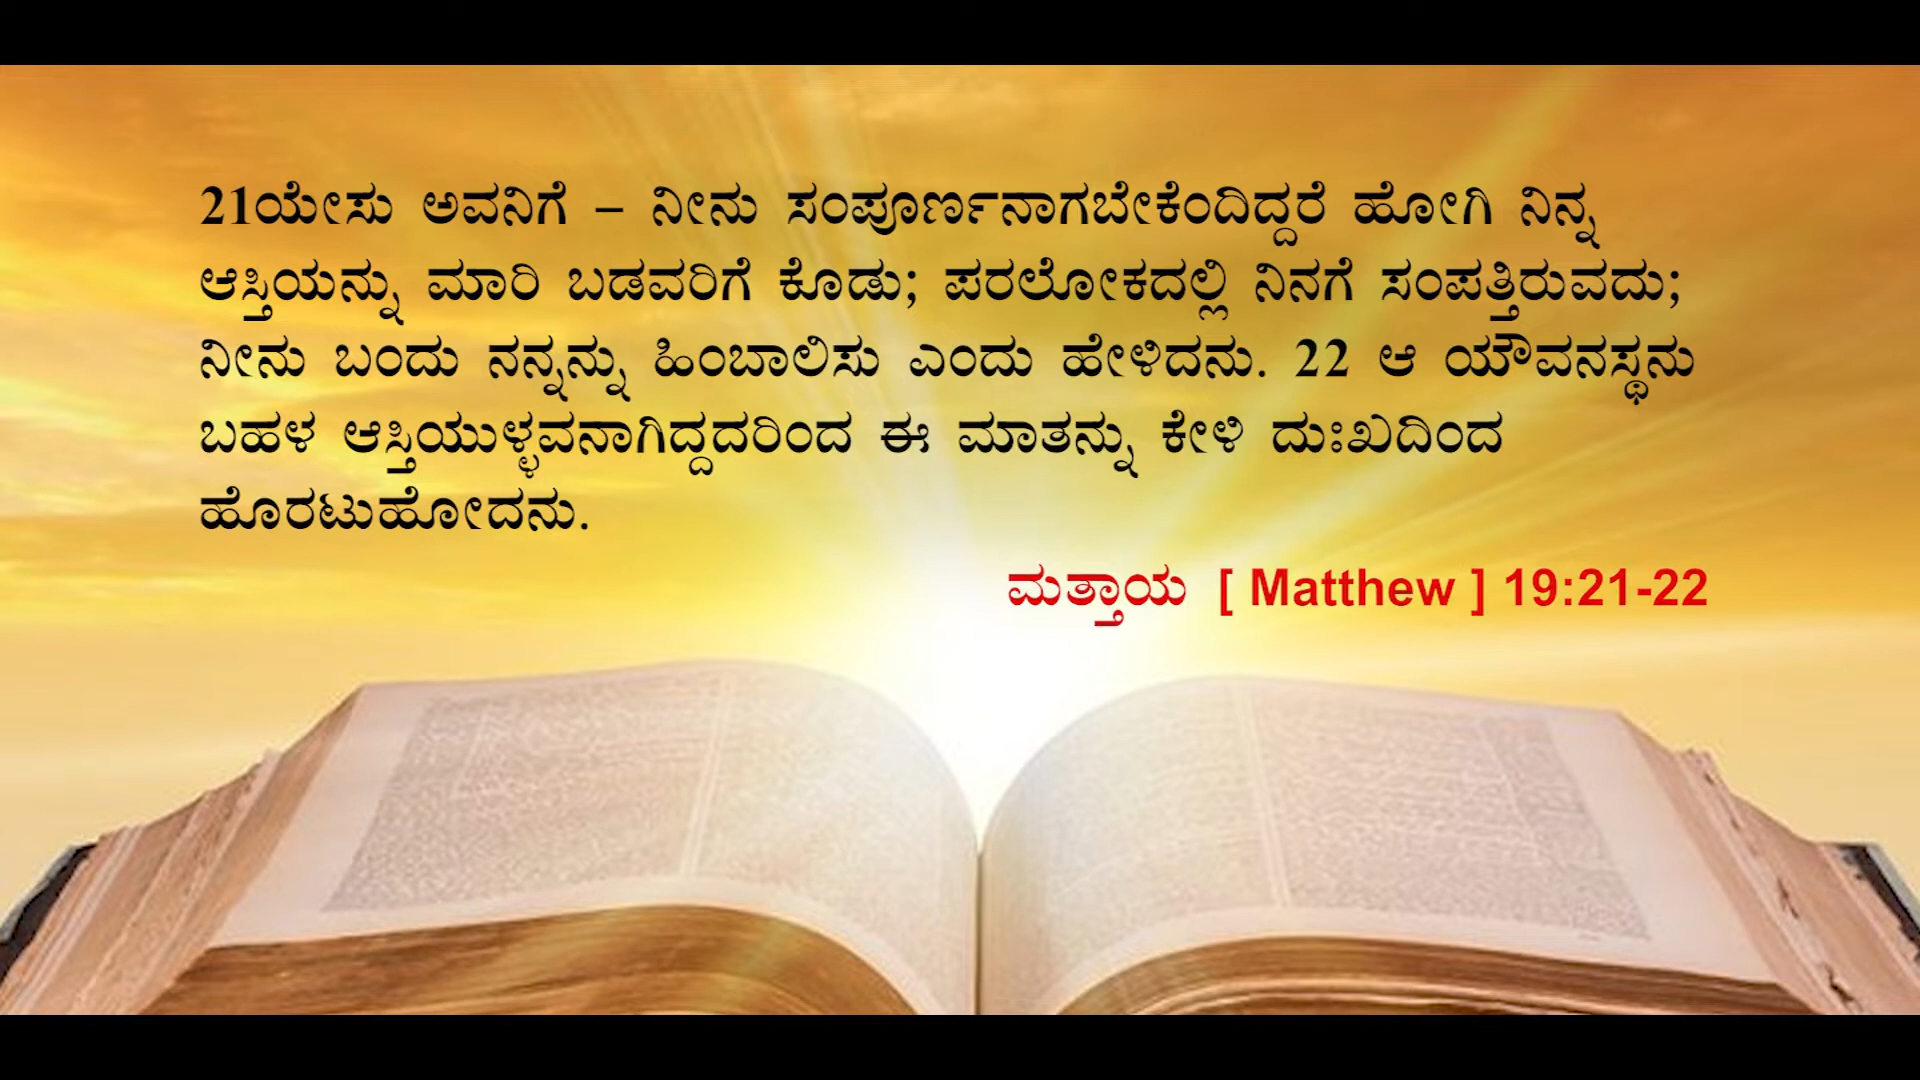 21ಯೇಸು ಅವನಿಗೆ – ನೀನು ಸಂಪೂರ್ಣನಾಗಬೇಕೆಂದಿದ್ದರೆ ಹೋಗಿ ನಿನ್ನ
ಆಸ್ತಿಯನ್ನು ಮಾರಿ ಬಡವರಿಗೆ ಕೊಡು; ಪರಲೋಕದಲ್ಲಿ ನಿನಗೆ ಸಂಪತ್ತಿರುವದು;
ನೀನು ಬಂದು ನನ್ನನ್ನು ಹಿಂಬಾಲಿಸು ಎಂದು ಹೇಳಿದನು. 22 ಆ ಯೌವನಸ್ಥನು
ಬಹಳ ಆಸ್ತಿಯುಳ್ಳವನಾಗಿದ್ದದರಿಂದ ಈ ಮಾತನ್ನು ಕೇಳಿ ದುಃಖದಿಂದ
ಹೊರಟುಹೋದನು.
ಮತ್ತಾಯ [ Matthew ] 19:21-22